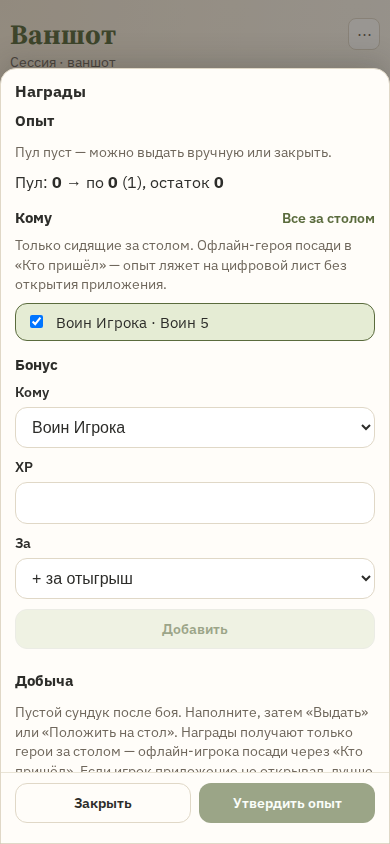 Ваншот
...
Сессия · ваншот
Награды
Опыт
Пул пуст — можно выдать вручную или закрыть.
Пул: 0 → по 0 (1), остаток 0
Кому
Все за столом
Только сидящие за столом. Офлайн-героя посади в
«Кто пришёл» — опыт ляжет на цифровой лист без
открытия приложения.
Воин Игрока · Воин 5
Бонус
Кому
Воин Игрока
XP
За
+ за отыгрыш
Добавить
Добыча
Пустой сундук после боя. Наполните, затем «Выдать»
или «Положить на стол». Награды получают только
герои за столом — офлайн-игрока посади через «Кто
пришёл». Если игрок приложение не открывал, лучше
Закрыть
Утвердить опыт